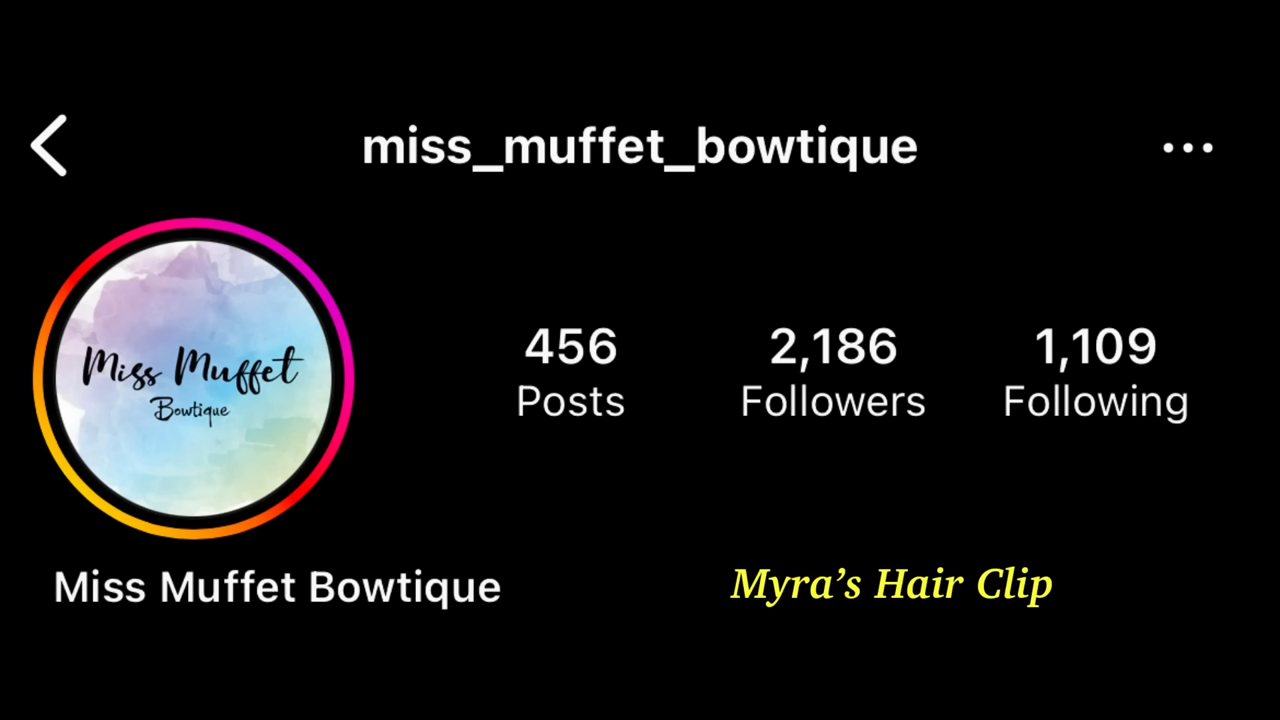 miss_muffet_bowtique
Miss Muffet
Bowtique
456 2,186 1,109
Posts Followers Following
Miss Muffet Bowtique
Myra’s Hair Clip